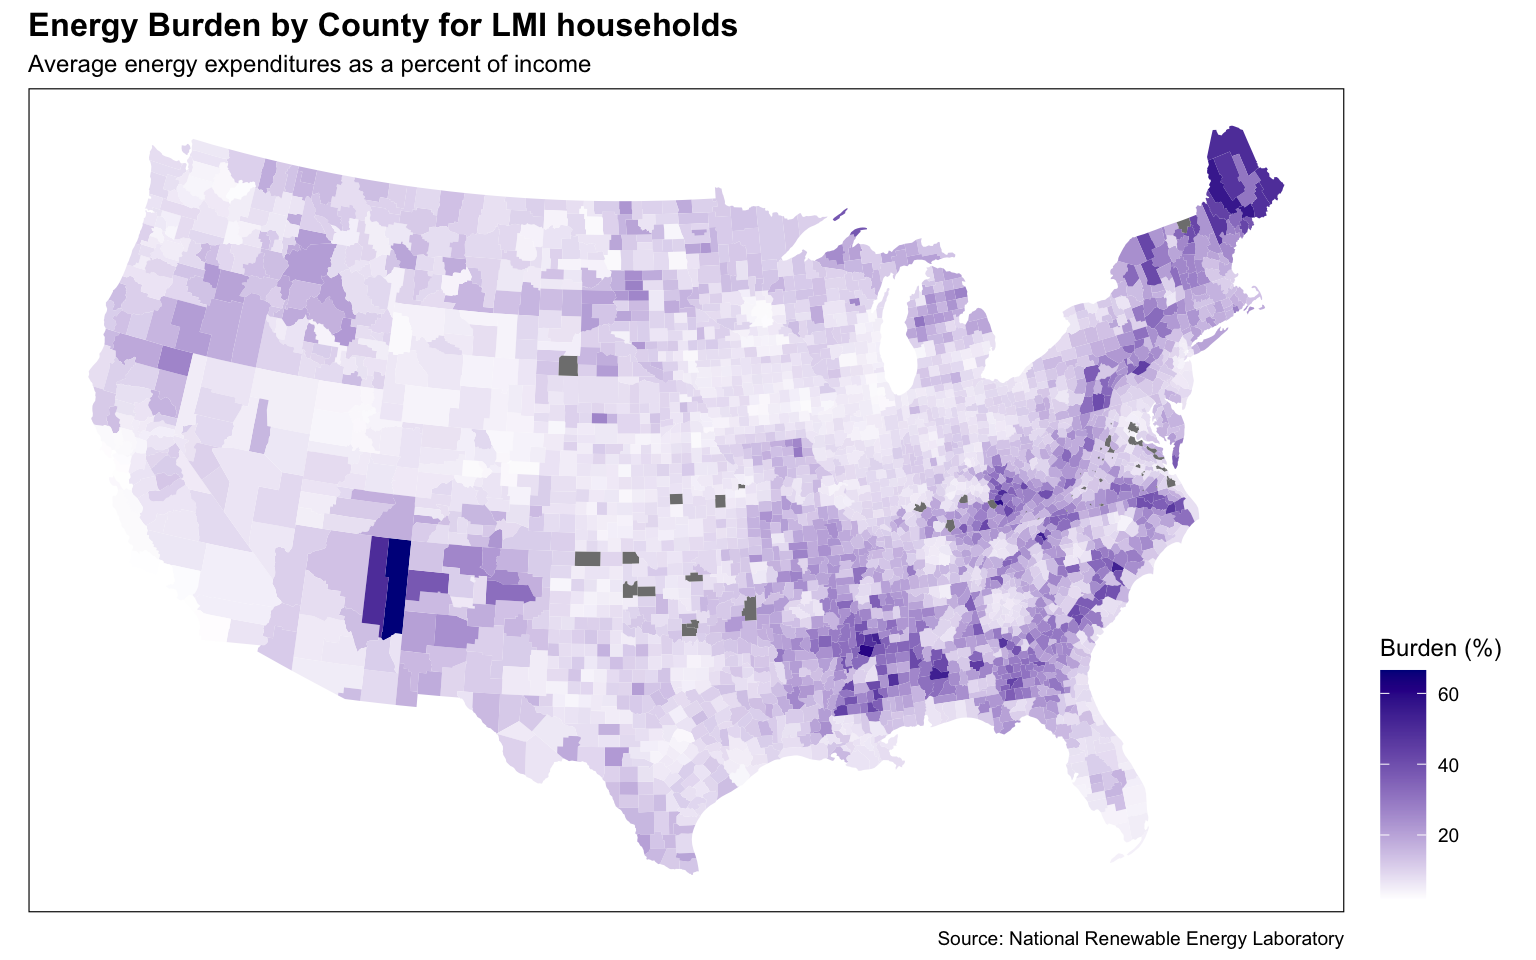 Energy Burden by County for LMI households
Average energy expenditures as a percent of income
Burden (%)
60
40
20
Source: National Renewable Energy Laboratory